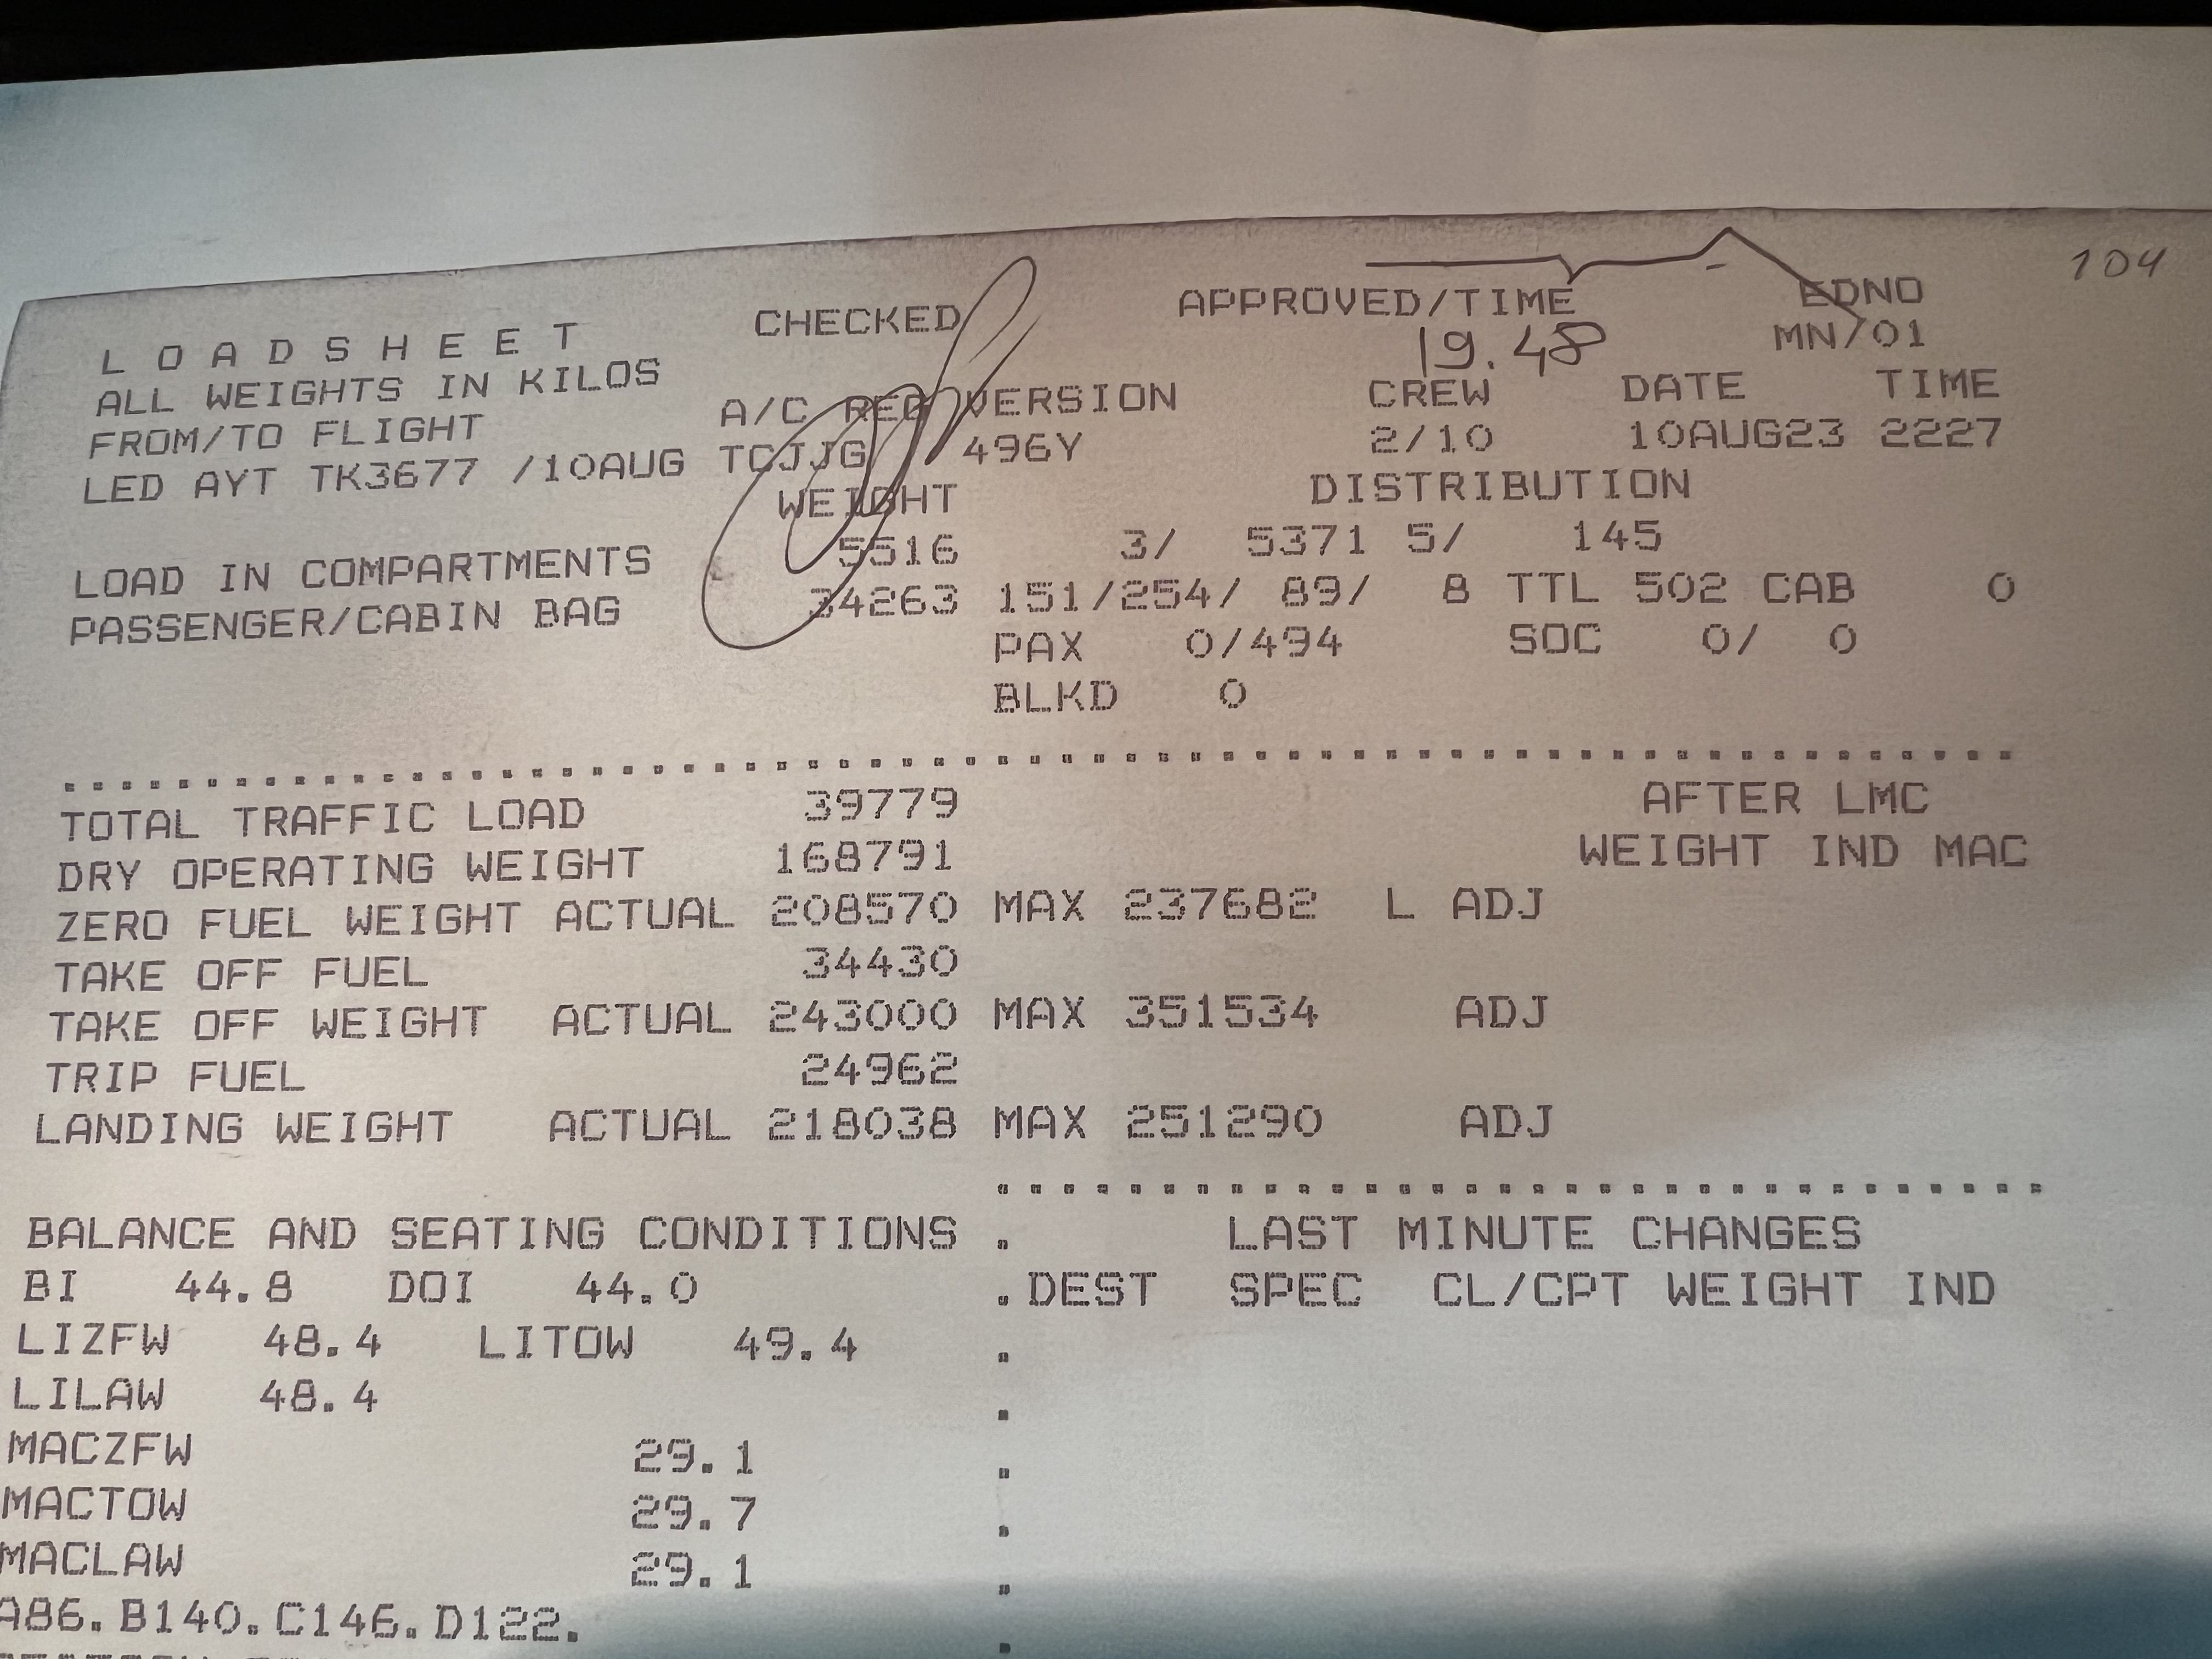 104
CHECKED APPROVED/TIME EDNO
L O A D S H E E T 19.48 MN/01
ALL WEIGHTS IN KILOS
FROM/TO FLIGHT A/C REG VERSION CREW DATE TIME
LED AYT TK3677 /10AUG TCJJG 496Y 2/10 10AUG23 2227
WEIGHT DISTRIBUTION
LOAD IN COMPARTMENTS 5516 3/ 5371 5/ 145
PASSENGER/CABIN BAG 34263 151/254/ 89/ 8 TTL 502 CAB 0
PAX 0/494 SOC 0/ 0
BLKD 0
................................................................
TOTAL TRAFFIC LOAD 39779 AFTER LMC
DRY OPERATING WEIGHT 168791 WEIGHT IND MAC
ZERO FUEL WEIGHT ACTUAL 208570 MAX 237682 L ADJ
TAKE OFF FUEL 34430
TAKE OFF WEIGHT ACTUAL 243000 MAX 351534 ADJ
TRIP FUEL 24962
LANDING WEIGHT ACTUAL 218038 MAX 251290 ADJ
................................
BALANCE AND SEATING CONDITIONS . LAST MINUTE CHANGES
BI 44.8 DOI 44.0 .DEST SPEC CL/CPT WEIGHT IND
LIZFW 48.4 LITOW 49.4 .
LILAW 48.4 .
MACZFW 29.1 .
MACTOW 29.7 .
MACLAW 29.1 .
A86.B140.C146.D122. .